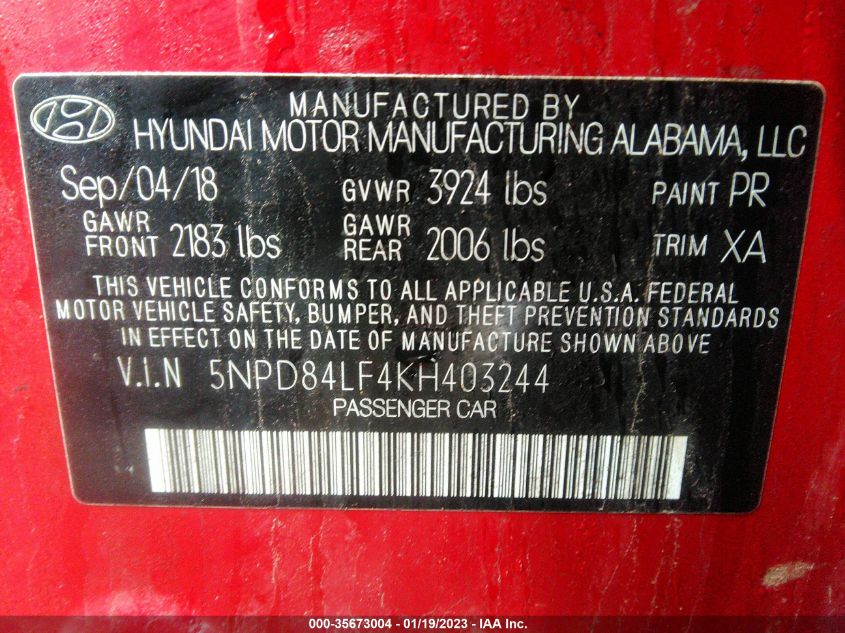 MANUFACTURED BY
HYUNDAI MOTOR MANUFACTURING ALABAMA, LLC
Sep/04/18 GVWR 3924 lbs PAINT PR
GAWR FRONT 2183 lbs GAWR REAR 2006 lbs TRIM XA
THIS VEHICLE CONFORMS TO ALL APPLICABLE U.S.A. FEDERAL
MOTOR VEHICLE SAFETY, BUMPER, AND THEFT PREVENTION STANDARDS
IN EFFECT ON THE DATE OF MANUFACTURE SHOWN ABOVE
V.I.N 5NPD84LF4KH403244
PASSENGER CAR
000-35673004 - 01/19/2023 - IAA Inc.